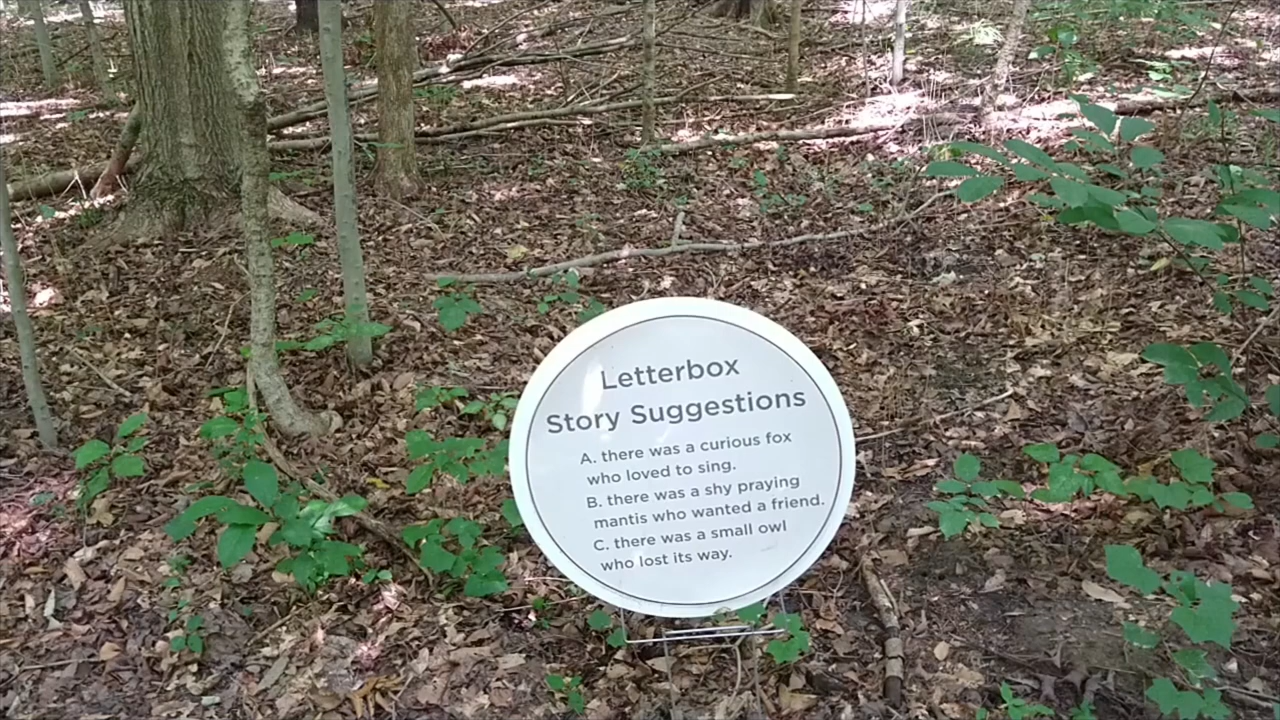 Letterbox
Story Suggestions
A. there was a curious fox
who loved to sing.
B. there was a shy praying
mantis who wanted a friend.
C. there was a small owl
who lost its way.